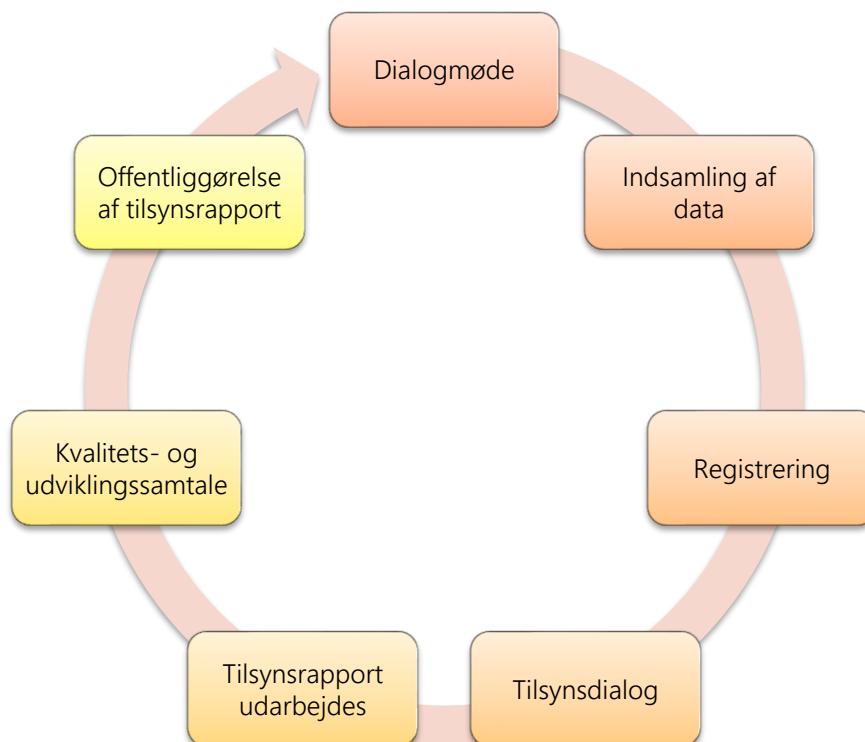 Dialogmøde
Indsamling af
data
Registrering
Tilsynsdialog
Tilsynsrapport
udarbejdes
Kvalitets- og
udviklingssamtale
Offentliggørelse
af tilsynsrapport